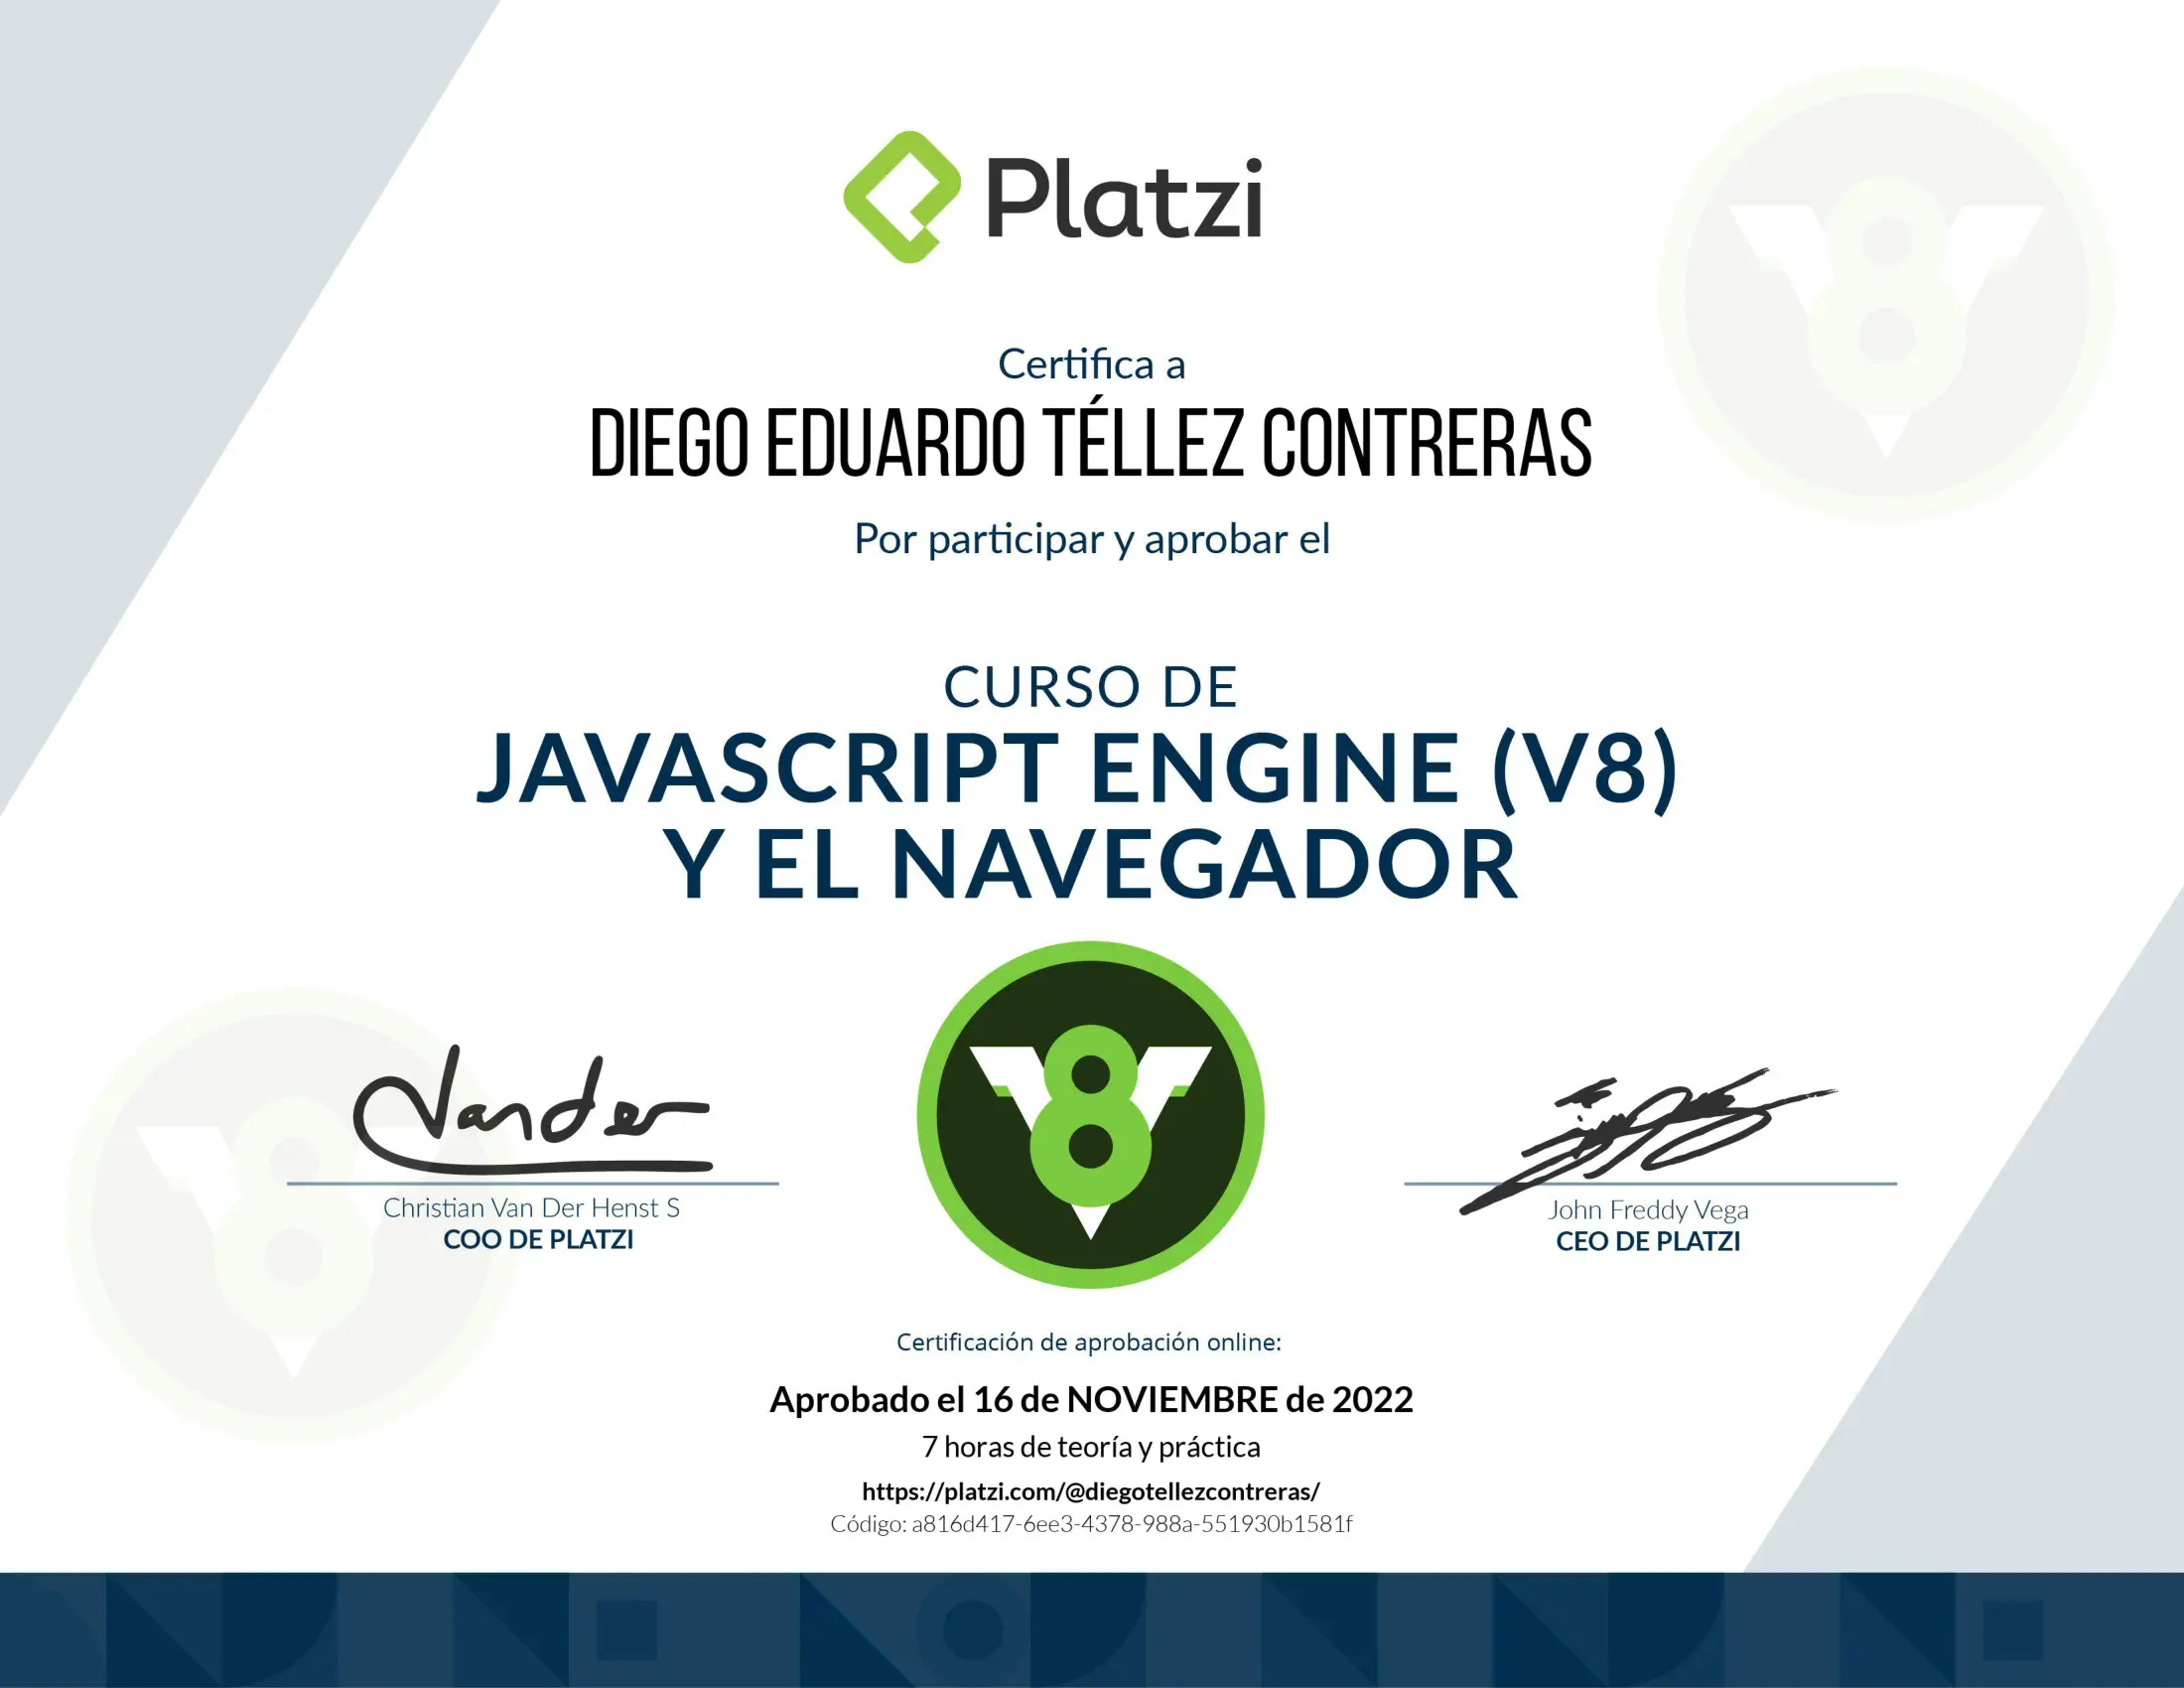 Platzi
Certifica a
DIEGO EDUARDO TÉLLEZ CONTRERAS
Por participar y aprobar el
CURSO DE
JAVASCRIPT ENGINE (V8)
Y EL NAVEGADOR
V8
Vander
Christian Van Der Henst S
COO DE PLATZI
John Freddy Vega
CEO DE PLATZI
Certificación de aprobación online:
Aprobado el 16 de NOVIEMBRE de 2022
7 horas de teoría y práctica
https://platzi.com/@diegotellezcontreras/
Código: a816d417-6ee3-4378-988a-551930b1581f